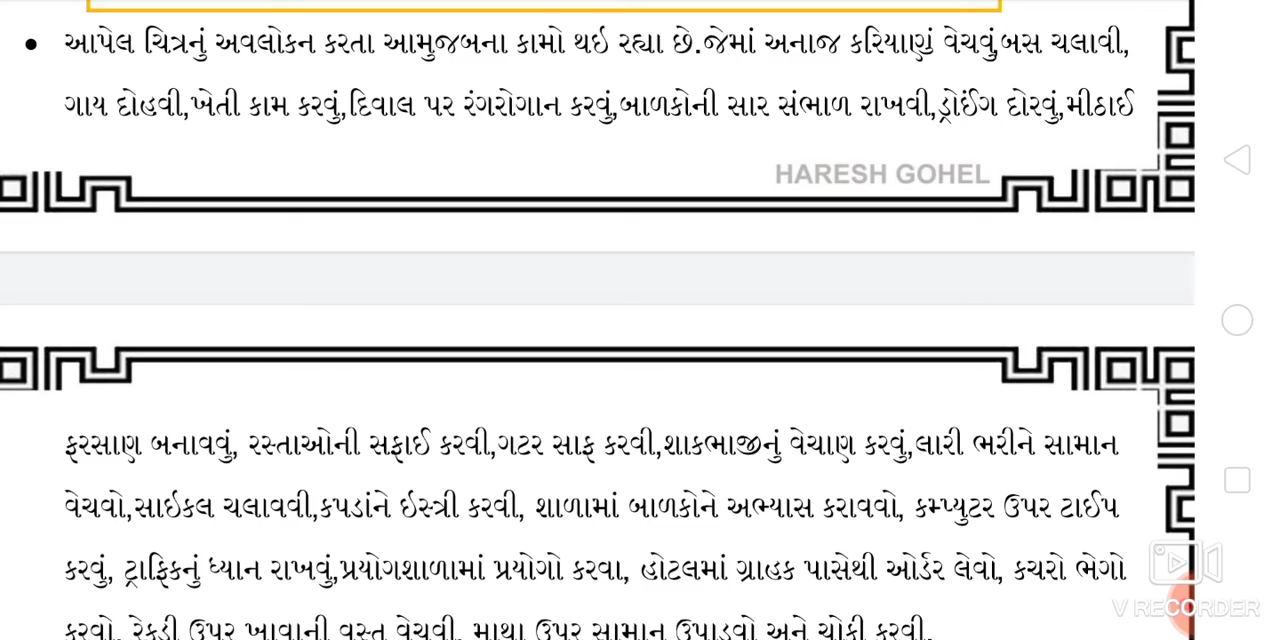 • આપેલ ચિત્રનું અવલોકન કરતા આમુજબના કામો થઇ રહ્યા છે.જેમાં અનાજ કરિયાણું વેચવું,બસ ચલાવી,
ગાય દોહવી,ખેતી કામ કરવું,દિવાલ પર રંગરોગાન કરવું,બાળકોની સાર સંભાળ રાખવી,ડ્રોઈંગ દોરવું,મીઠાઈ
HARESH GOHEL
ફરસાણ બનાવવું, રસ્તાઓની સફાઈ કરવી,ગટર સાફ કરવી,શાકભાજીનું વેચાણ કરવું,લારી ભરીને સામાન
વેચવો,સાઇકલ ચલાવવી,કપડાંને ઇસ્ત્રી કરવી, શાળામાં બાળકોને અભ્યાસ કરાવવો, કમ્પ્યુટર ઉપર ટાઈપ
કરવું, ટ્રાફિકનું ધ્યાન રાખવું,પ્રયોગશાળામાં પ્રયોગો કરવા, હોટલમાં ગ્રાહક પાસેથી ઓર્ડર લેવો, કચરો ભેગો
કરવો, રેકડી ઉપર ખાવાની વસ્તુ વેચવી, માથા ઉપર સામાન ઉપાડવો અને ચોકી કરવી.
V RECORDER